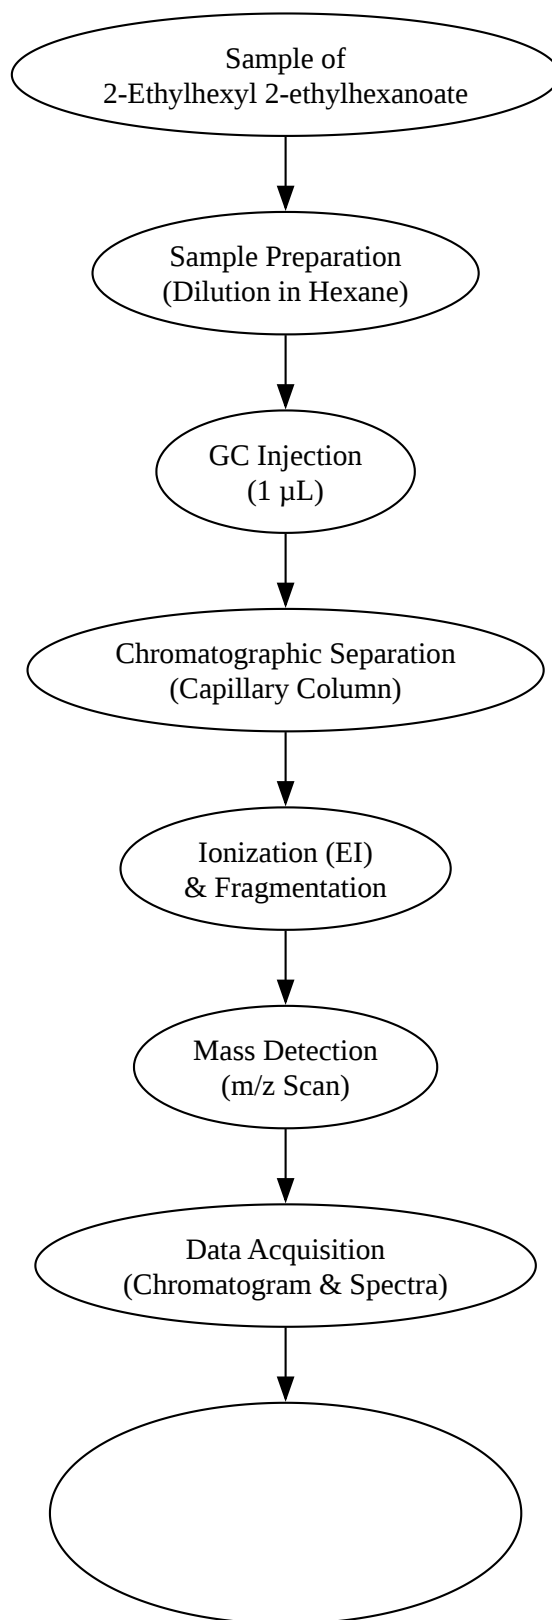 Sample of
2-Ethylhexyl 2-ethylhexanoate
Sample Preparation
(Dilution in Hexane)
GC Injection
(1 µL)
Chromatographic Separation
(Capillary Column)
Ionization (EI)
& Fragmentation
Mass Detection
(m/z Scan)
Data Acquisition
(Chromatogram & Spectra)